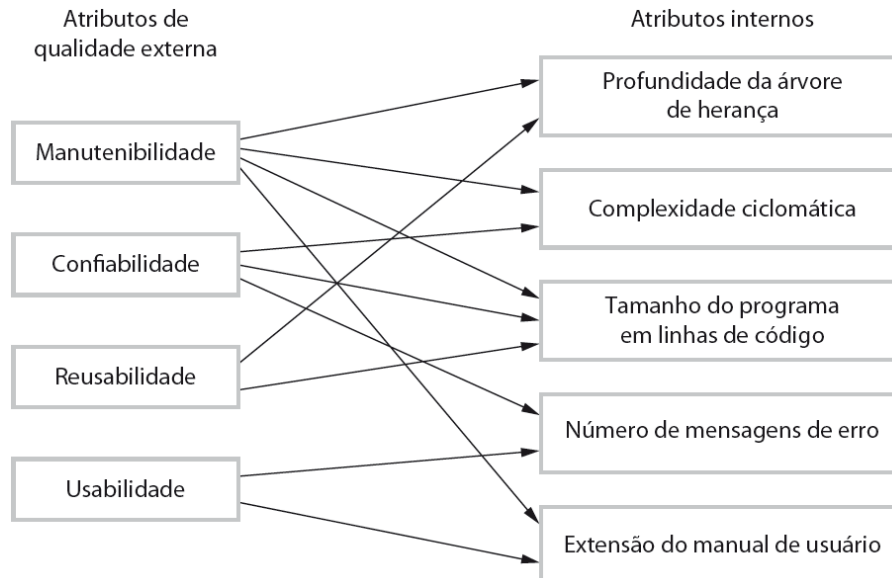 Atributos de
qualidade externa
Atributos internos
Manutenibilidade
Confiabilidade
Reusabilidade
Usabilidade
Profundidade da árvore
de herança
Complexidade ciclomática
Tamanho do programa
em linhas de código
Número de mensagens de erro
Extensão do manual de usuário